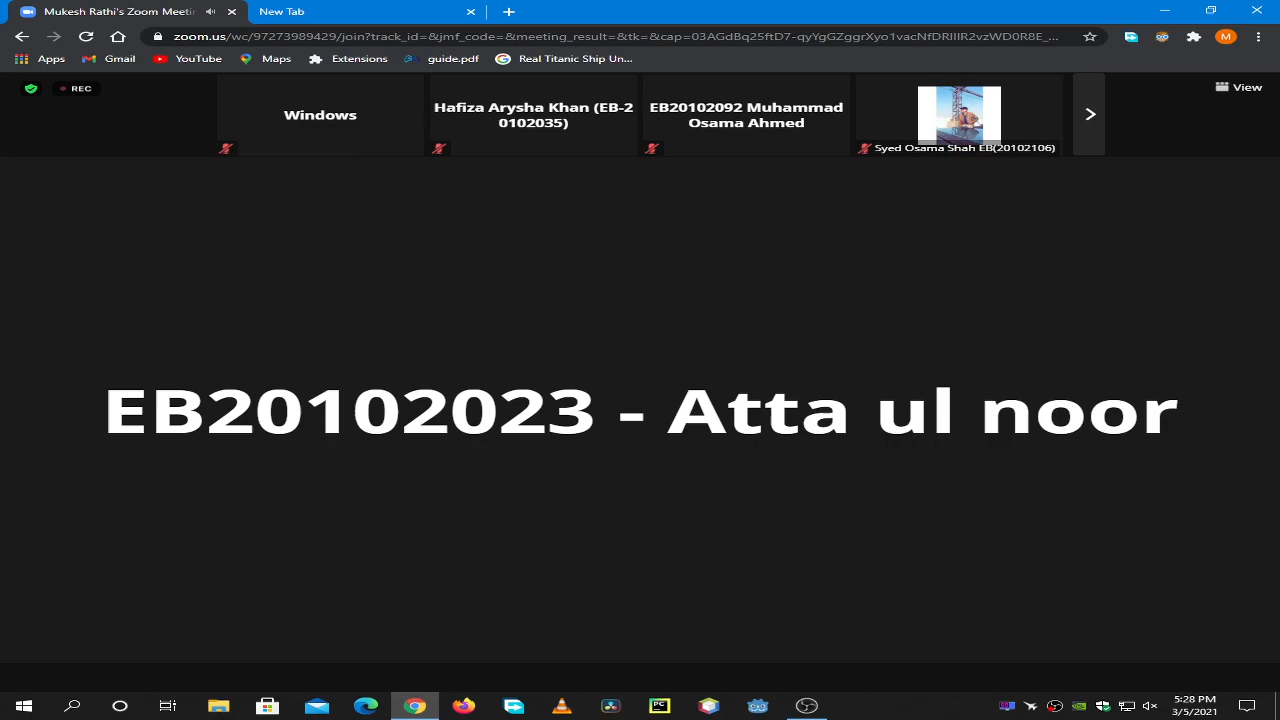 Mukesh Rathi's Zoom Meetin
New Tab
zoom.us/wc/97273989429/join?track_id=&jmf_code=&meeting_result=&tk=&cap=03AGdBq25ftD7-qyYgGZggrXyo1vacNfDRIIIR2vzWD0R8E_...
M
Apps
Gmail
YouTube
Maps
Extensions
guide.pdf
Real Titanic Ship Un...
REC
View
Windows
Hafiza Arysha Khan (EB-2
0102035)
EB20102092 Muhammad
Osama Ahmed
Syed Osama Shah EB(20102106)
EB20102023 - Atta ul noor
PC
5:28 PM
3/5/2021